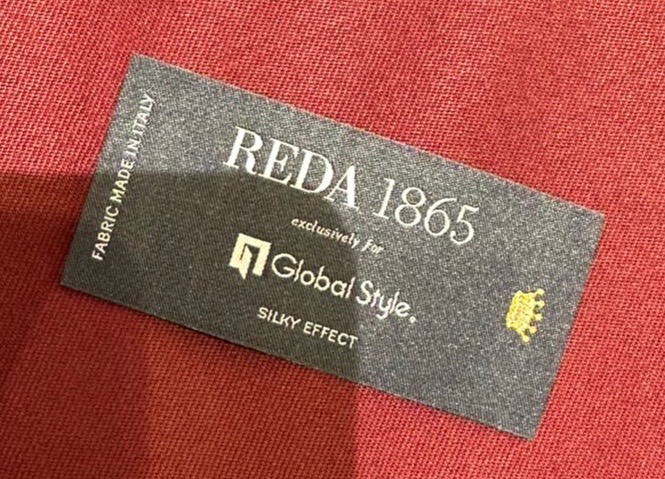 FABRIC MADE IN ITALY
REDA 1865
exclusively for
Global Style.
SILKY EFFECT